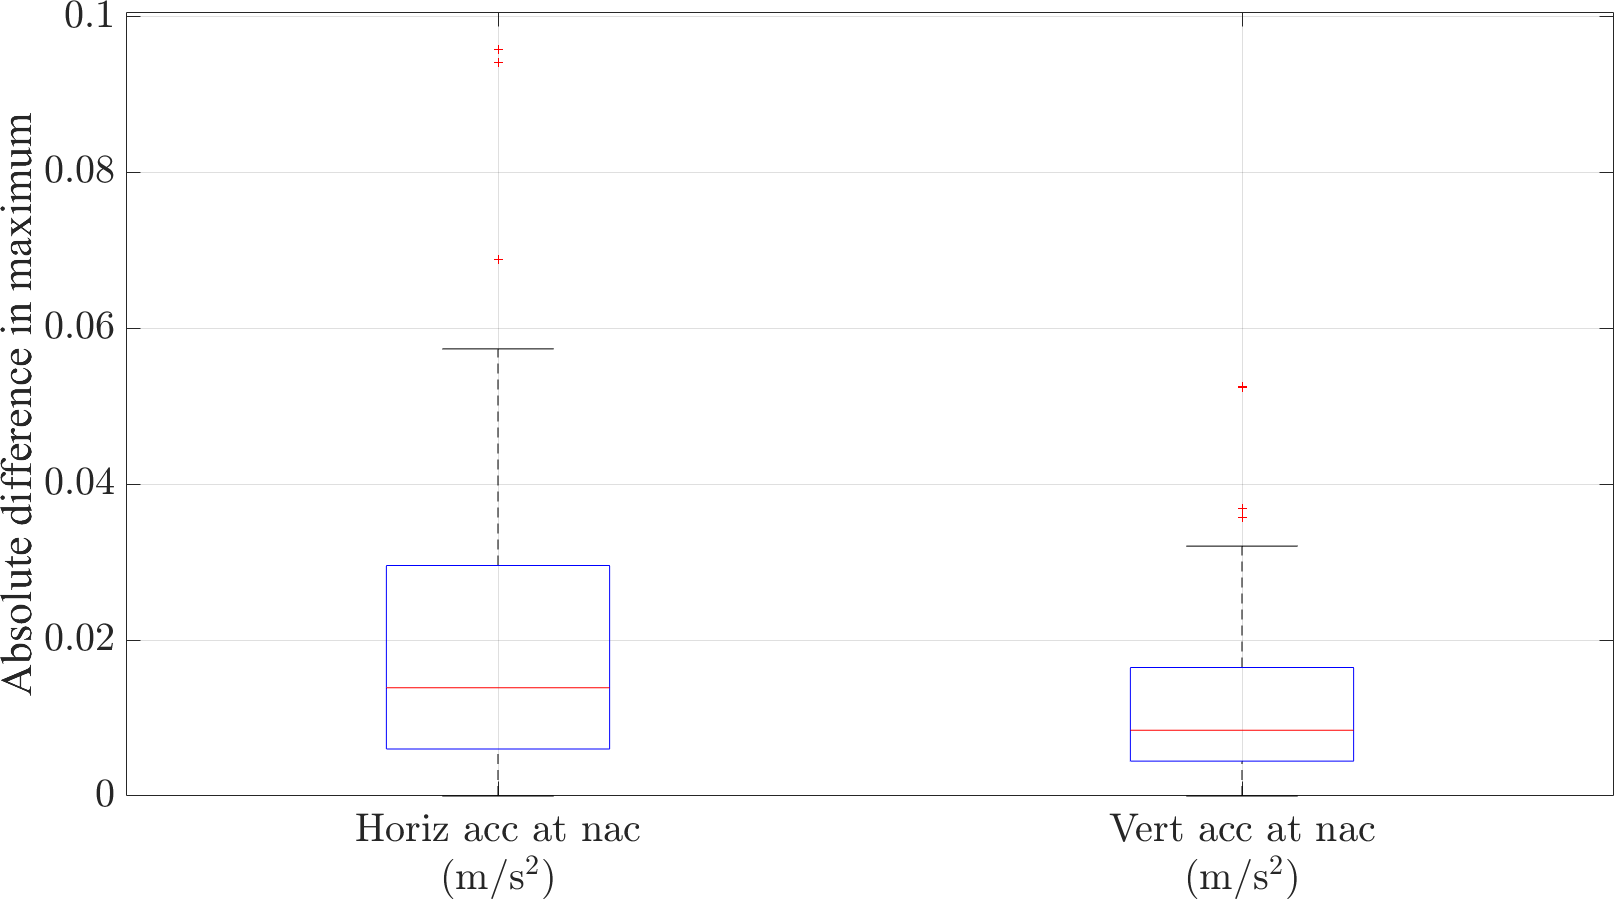 Absolute difference in maximum
0.1
0.08
0.06
0.04
0.02
0
Horiz acc at nac
(m/s²)
Vert acc at nac
(m/s²)